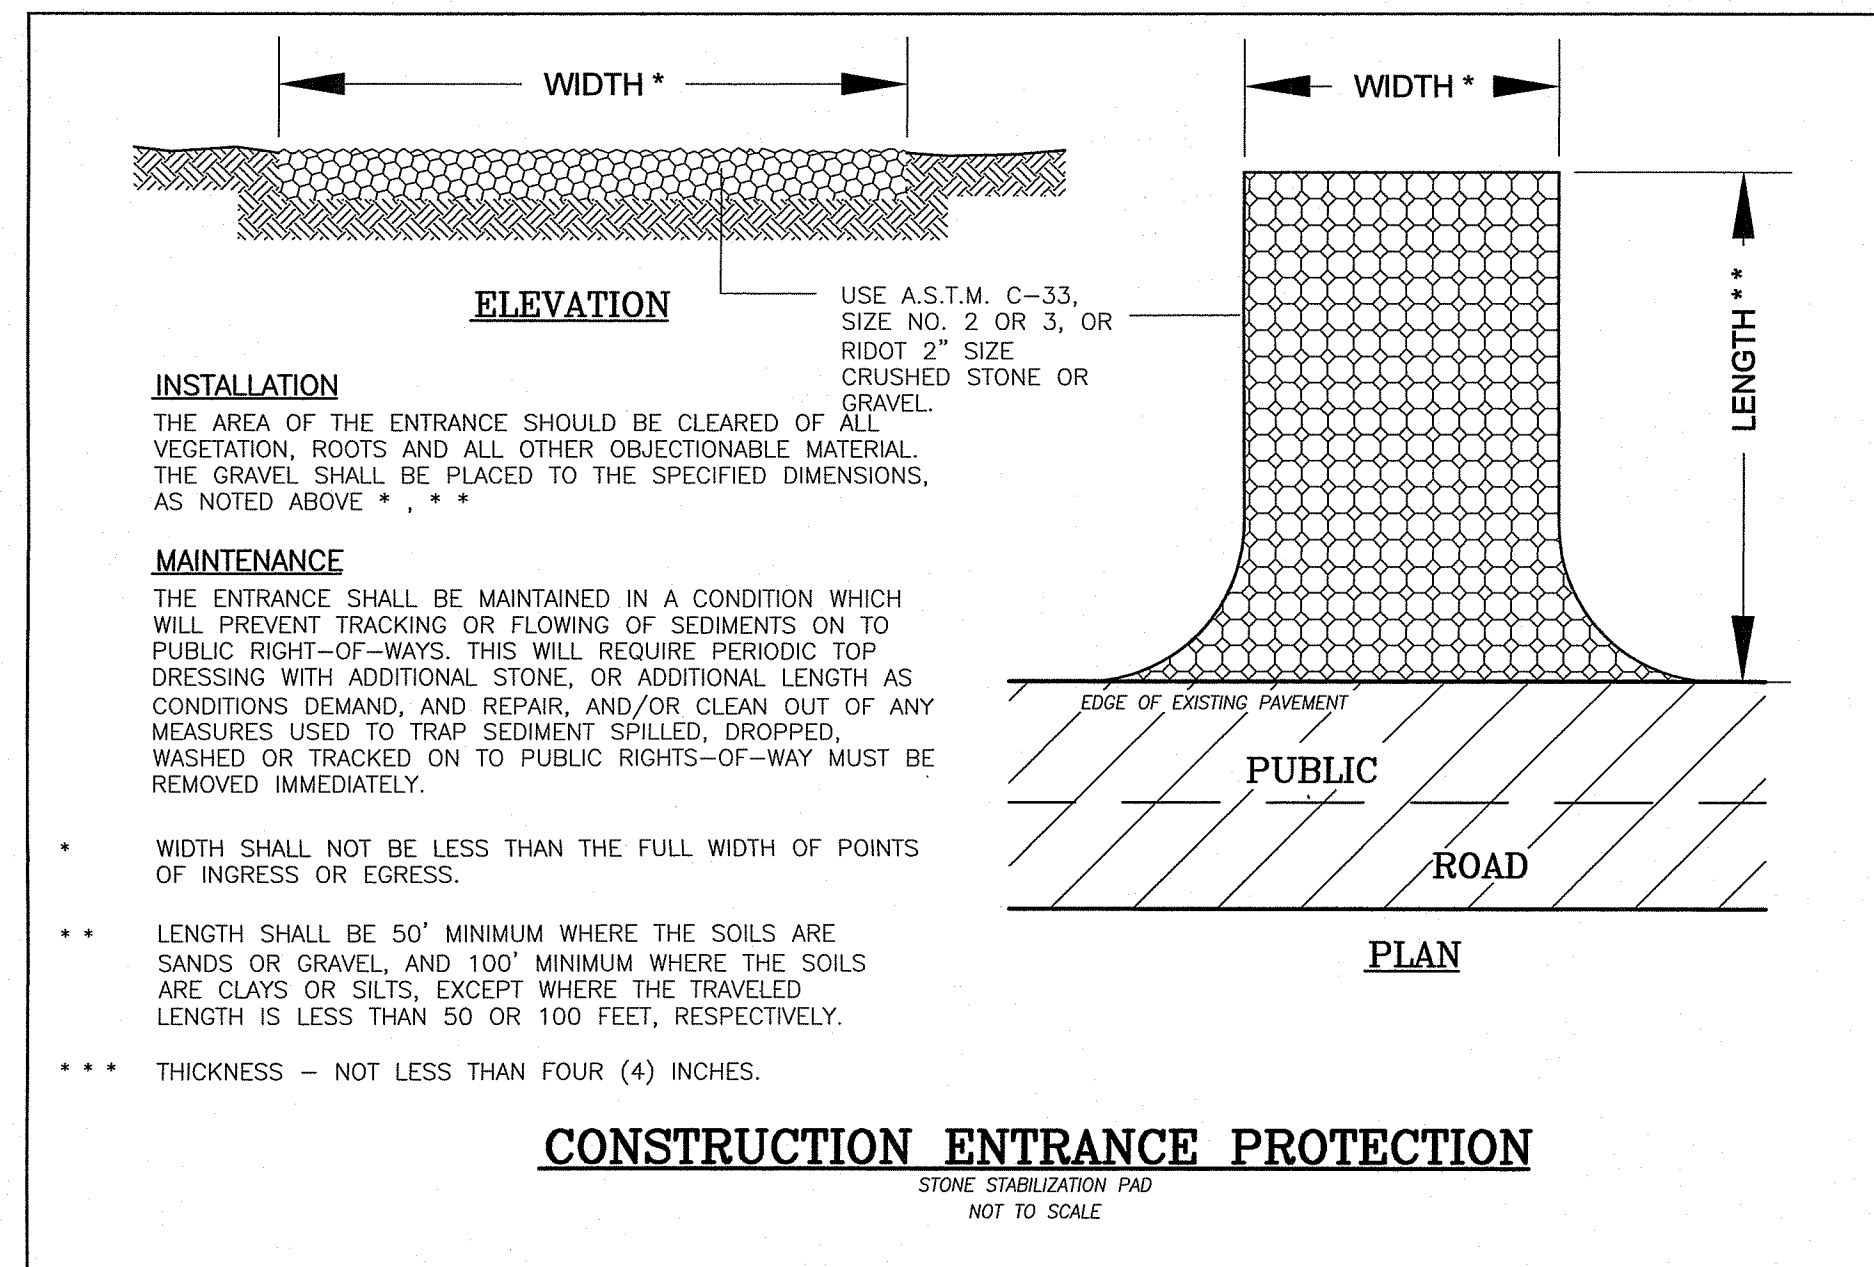 WIDTH *
WIDTH *
LENGTH * *
ELEVATION
USE A.S.T.M. C-33,
SIZE NO. 2 OR 3, OR
RIDOT 2" SIZE
CRUSHED STONE OR
GRAVEL.
INSTALLATION
THE AREA OF THE ENTRANCE SHOULD BE CLEARED OF ALL
VEGETATION, ROOTS AND ALL OTHER OBJECTIONABLE MATERIAL.
THE GRAVEL SHALL BE PLACED TO THE SPECIFIED DIMENSIONS,
AS NOTED ABOVE * , * *
MAINTENANCE
THE ENTRANCE SHALL BE MAINTAINED IN A CONDITION WHICH
WILL PREVENT TRACKING OR FLOWING OF SEDIMENTS ON TO
PUBLIC RIGHT-OF-WAYS. THIS WILL REQUIRE PERIODIC TOP
DRESSING WITH ADDITIONAL STONE, OR ADDITIONAL LENGTH AS
CONDITIONS DEMAND, AND REPAIR, AND/OR CLEAN OUT OF ANY
MEASURES USED TO TRAP SEDIMENT SPILLED, DROPPED,
WASHED OR TRACKED ON TO PUBLIC RIGHTS-OF-WAY MUST BE
REMOVED IMMEDIATELY.
* WIDTH SHALL NOT BE LESS THAN THE FULL WIDTH OF POINTS
OF INGRESS OR EGRESS.
* * LENGTH SHALL BE 50' MINIMUM WHERE THE SOILS ARE
SANDS OR GRAVEL, AND 100' MINIMUM WHERE THE SOILS
ARE CLAYS OR SILTS, EXCEPT WHERE THE TRAVELED
LENGTH IS LESS THAN 50 OR 100 FEET, RESPECTIVELY.
* * * THICKNESS - NOT LESS THAN FOUR (4) INCHES.
EDGE OF EXISTING PAVEMENT
PUBLIC
ROAD
PLAN
CONSTRUCTION ENTRANCE PROTECTION
STONE STABILIZATION PAD
NOT TO SCALE